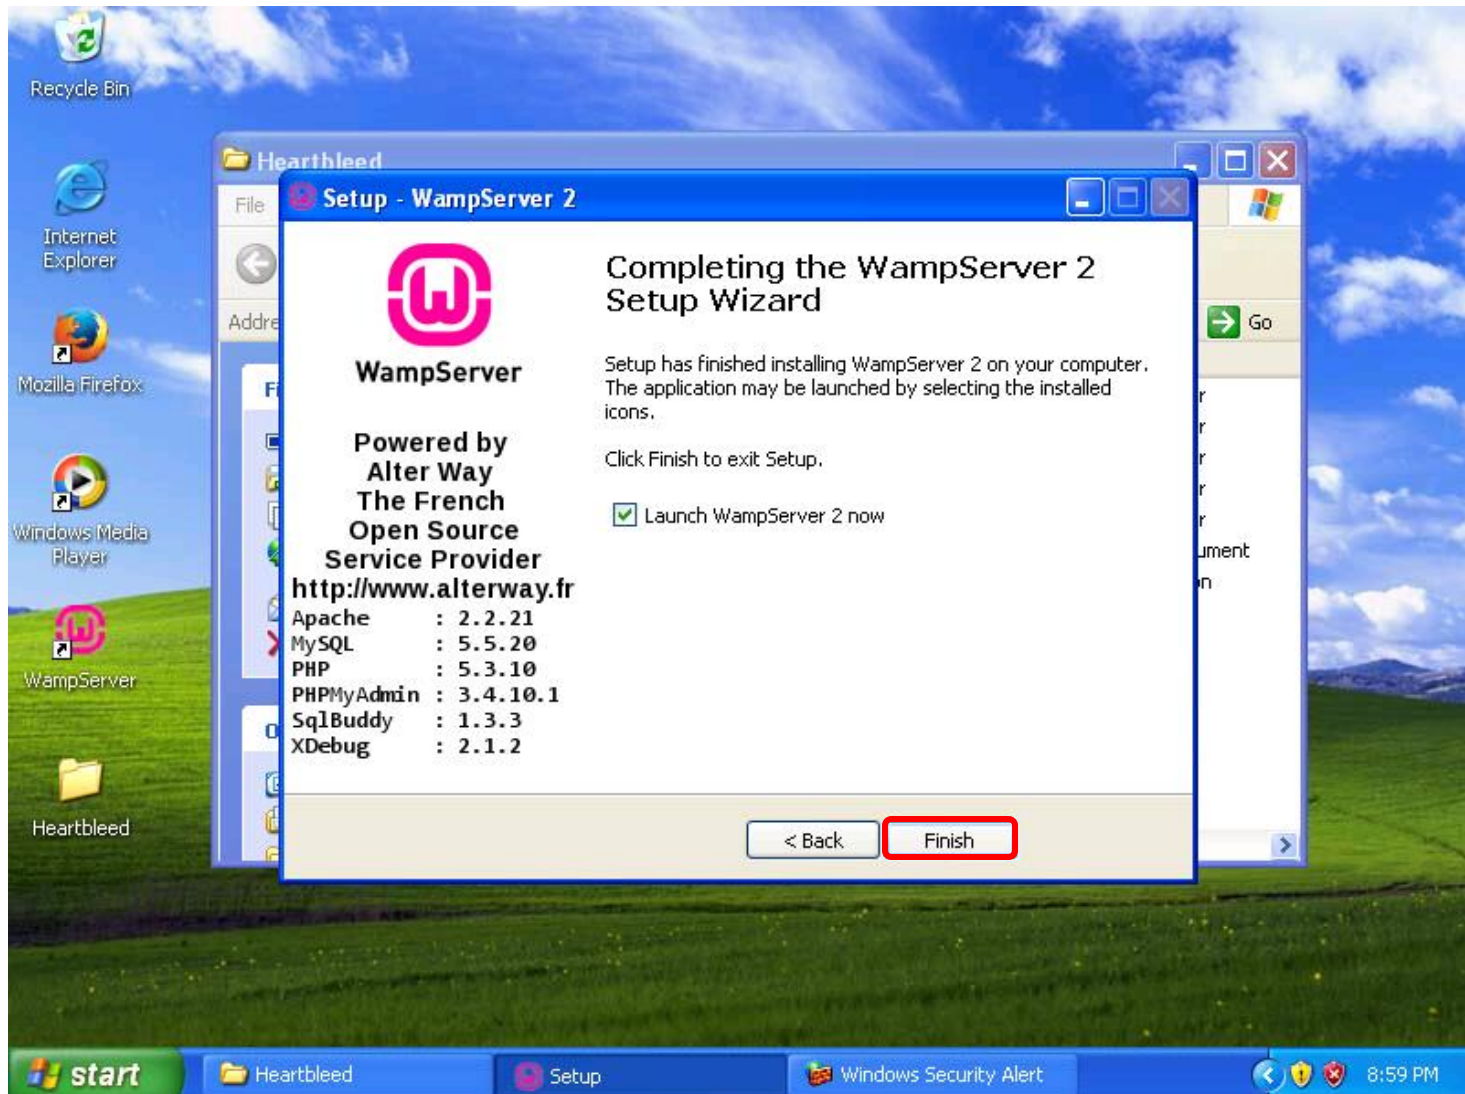 Recycle Bin
Internet
Explorer
Mozilla Firefox
Windows Media
Player
WampServer
Heartbleed
Heartbleed
File
Go
Setup - WampServer 2
WampServer
Powered by
Alter Way
The French
Open Source
Service Provider
http://www.alterway.fr
Apache : 2.2.21
MySQL : 5.5.20
PHP : 5.3.10
PHPMyAdmin : 3.4.10.1
SqlBuddy : 1.3.3
XDebug : 2.1.2
Completing the WampServer 2
Setup Wizard
Setup has finished installing WampServer 2 on your computer.
The application may be launched by selecting the installed
icons.
Click Finish to exit Setup.
Launch WampServer 2 now
< Back
Finish
start
Heartbleed
Setup
Windows Security Alert
8:59 PM